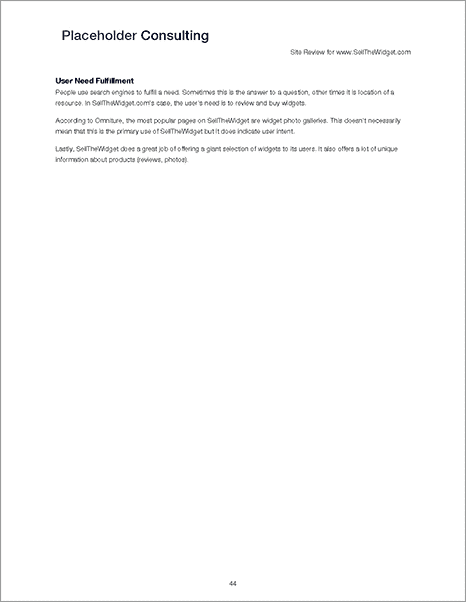 Placeholder Consulting
Site Review for www.SellTheWidget.com
User Need Fulfillment
People use search engines to fulfill a need. Sometimes this is the answer to a question, other times it is location of a
resource. In SellTheWidget.com's case, the user's need is to review and buy widgets.
According to Omniture, the most popular pages on SellTheWidget are widget photo galleries. This doesn't necessarily
mean that this is the primary use of SellTheWidget but it does indicate user intent.
Lastly, SellTheWidget does a great job of offering a giant selection of widgets to its users. It also offers a lot of unique
information about products (reviews, photos).
44